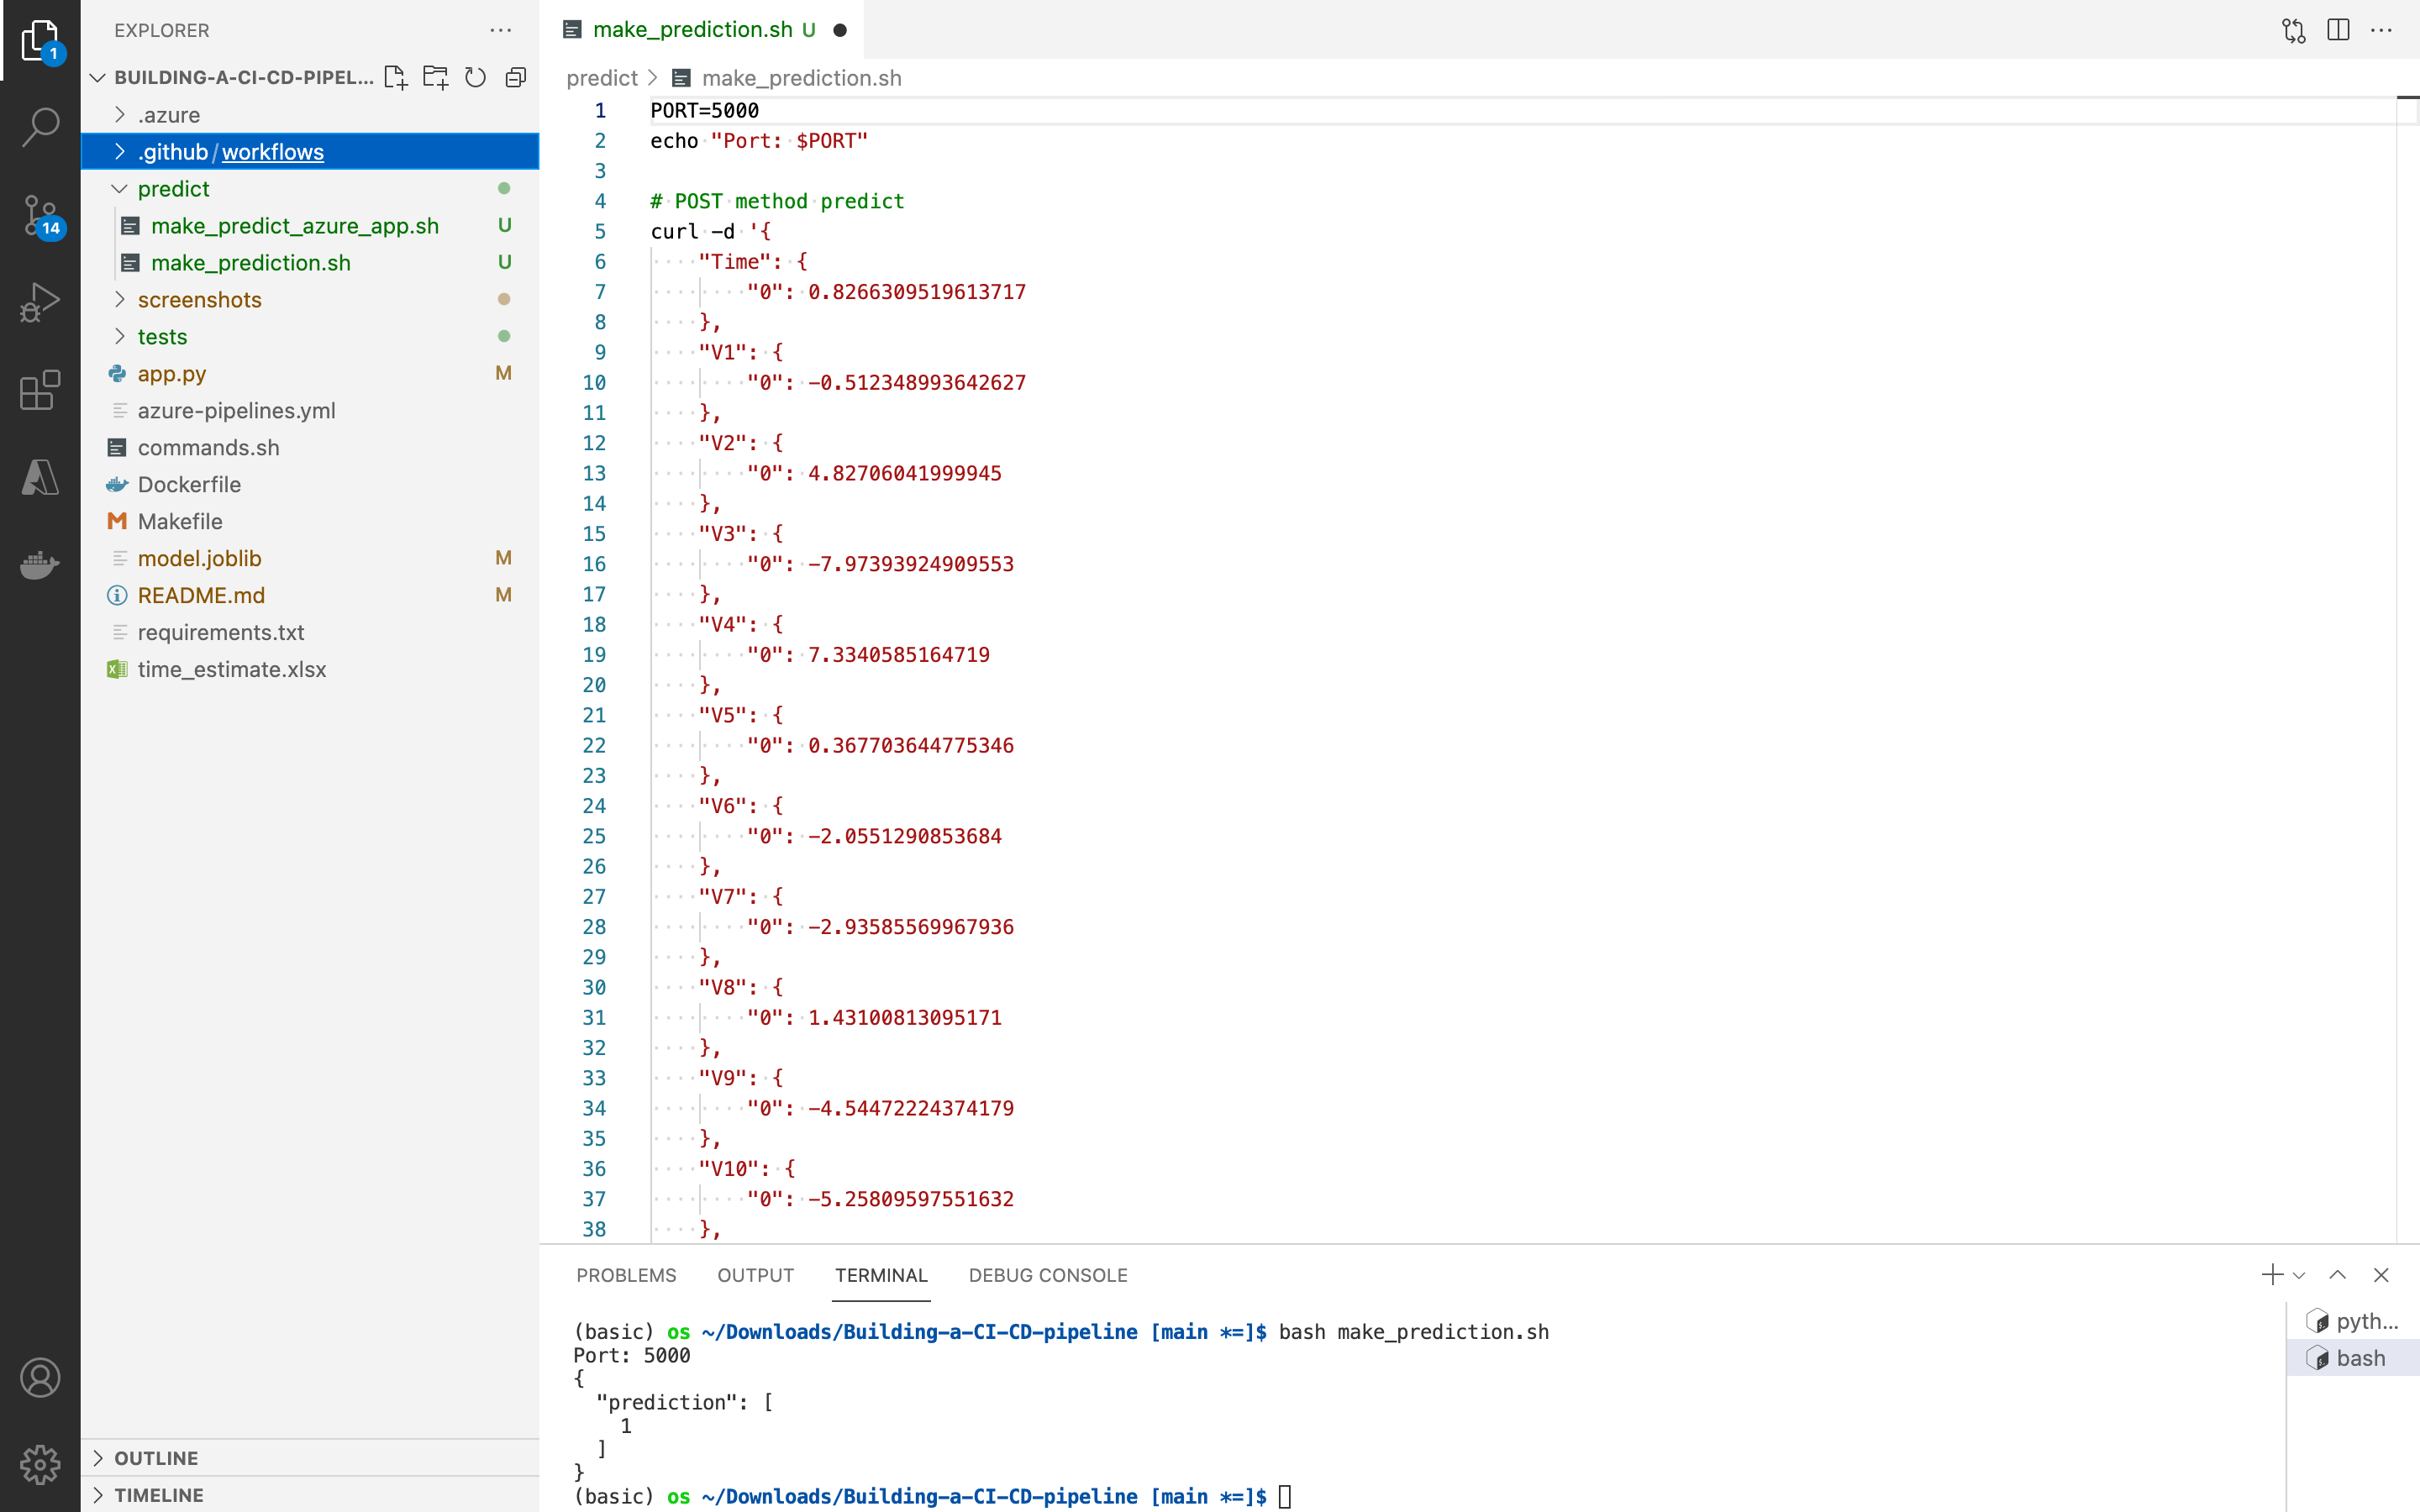 1
14
EXPLORER
BUILDING-A-CI-CD-PIPEL...
.azure
.github/workflows
predict
make_predict_azure_app.sh U
make_prediction.sh U
screenshots
tests
app.py M
azure-pipelines.yml
commands.sh
Dockerfile
Makefile
model.joblib M
README.md M
requirements.txt
time_estimate.xlsx
OUTLINE
TIMELINE
make_prediction.sh U
predict > make_prediction.sh
1 PORT=5000
2 echo "Port: $PORT"
3
4 # POST method predict
5 curl -d '{
6 "Time": {
7 "0": 0.8266309519613717
8 },
9 "V1": {
10 "0": -0.512348993642627
11 },
12 "V2": {
13 "0": 4.82706041999945
14 },
15 "V3": {
16 "0": -7.97393924909553
17 },
18 "V4": {
19 "0": 7.3340585164719
20 },
21 "V5": {
22 "0": 0.367703644775346
23 },
24 "V6": {
25 "0": -2.0551290853684
26 },
27 "V7": {
28 "0": -2.93585569967936
29 },
30 "V8": {
31 "0": 1.43100813095171
32 },
33 "V9": {
34 "0": -4.54472224374179
35 },
36 "V10": {
37 "0": -5.25809597551632
38 },
PROBLEMS OUTPUT TERMINAL DEBUG CONSOLE
(basic) os ~/Downloads/Building-a-CI-CD-pipeline [main *=]$ bash make_prediction.sh
Port: 5000
{
"prediction": [
1
]
}
(basic) os ~/Downloads/Building-a-CI-CD-pipeline [main *=]$
pyth...
bash